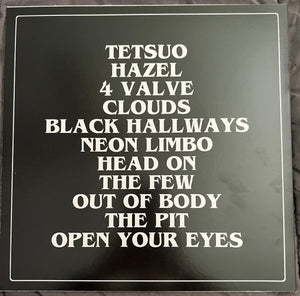 TETSUO
HAZEL
4 VALVE
CLOUDS
BLACK HALLWAYS
NEON LIMBO
HEAD ON
THE FEW
OUT OF BODY
THE PIT
OPEN YOUR EYES